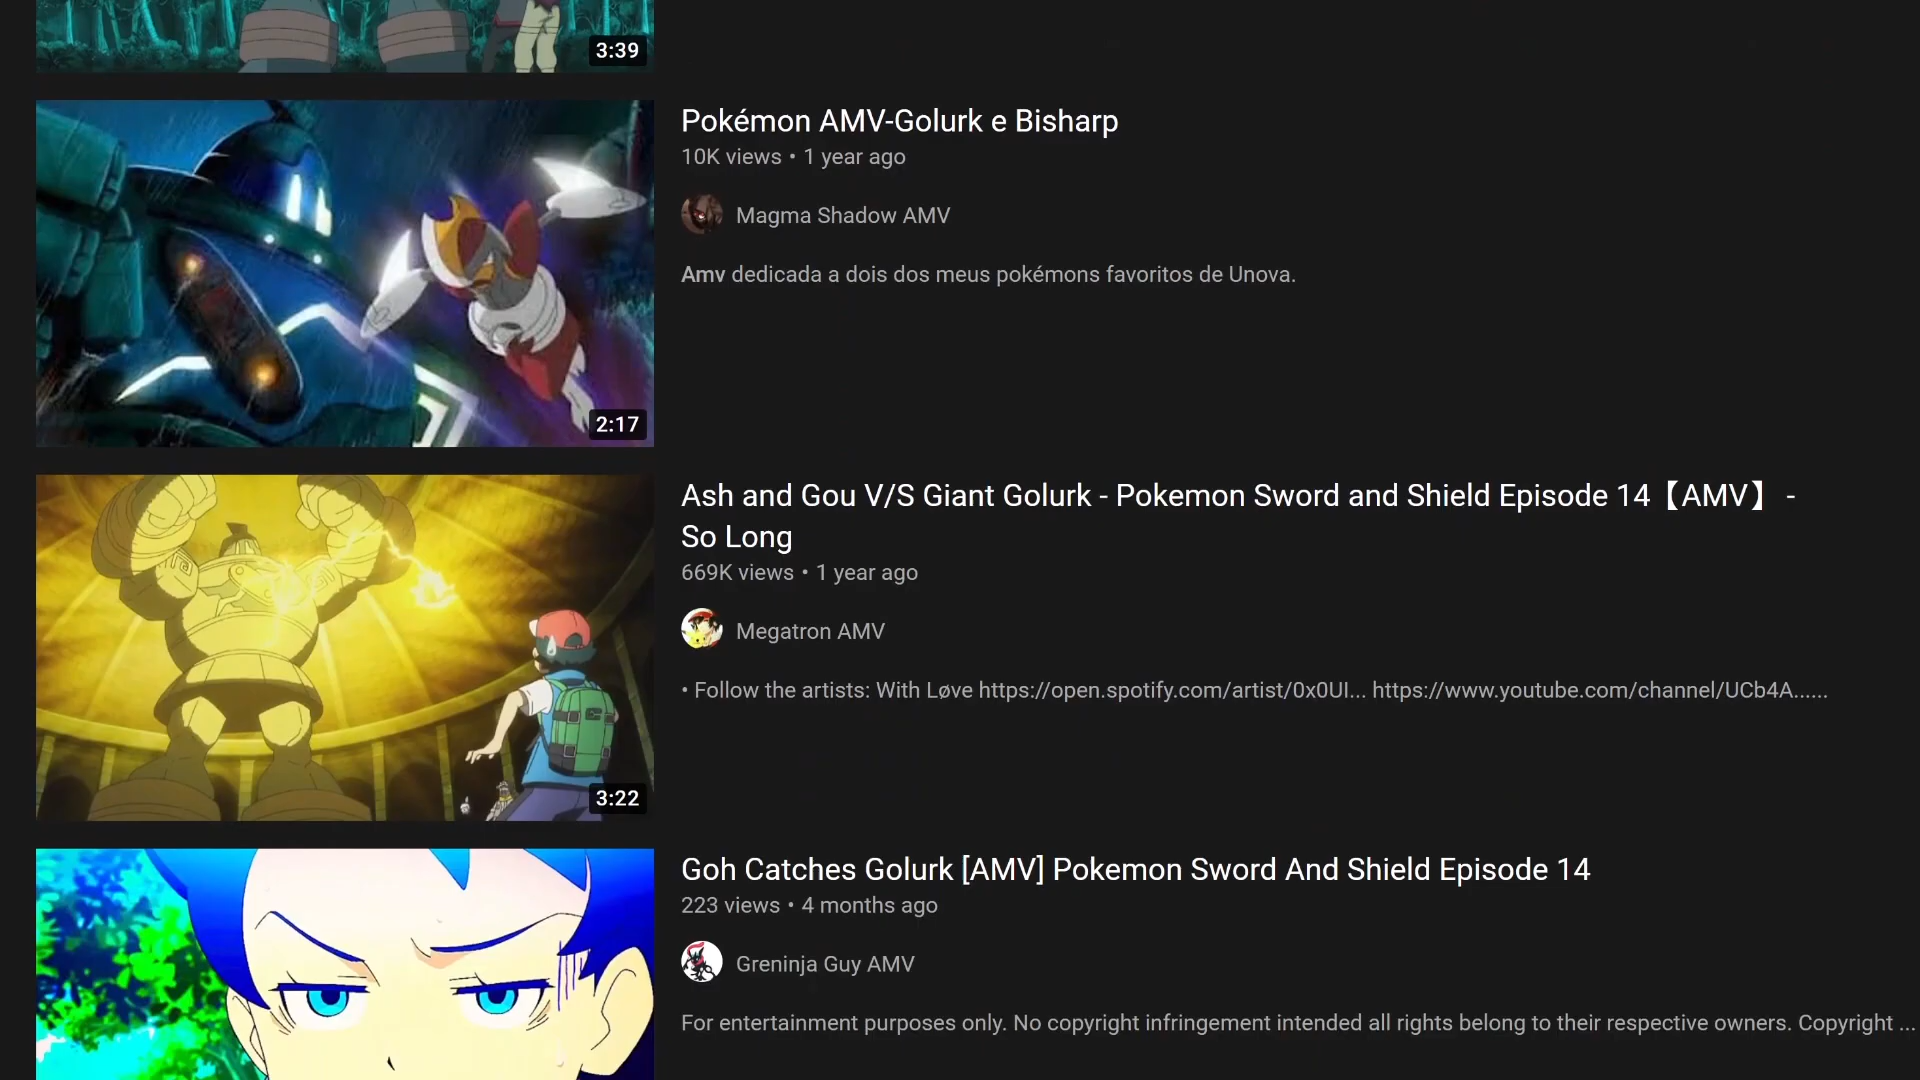 3:39
Pokémon AMV-Golurk e Bisharp
10K views • 1 year ago
Magma Shadow AMV
Amv dedicada a dois dos meus pokémons favoritos de Unova.
2:17
Ash and Gou V/S Giant Golurk - Pokemon Sword and Shield Episode 14【AMV】 -
So Long
669K views • 1 year ago
Megatron AMV
• Follow the artists: With Løve https://open.spotify.com/artist/0x0UI... https://www.youtube.com/channel/UCb4A......
3:22
Goh Catches Golurk [AMV] Pokemon Sword And Shield Episode 14
223 views • 4 months ago
Greninja Guy AMV
For entertainment purposes only. No copyright infringement intended all rights belong to their respective owners. Copyright ...